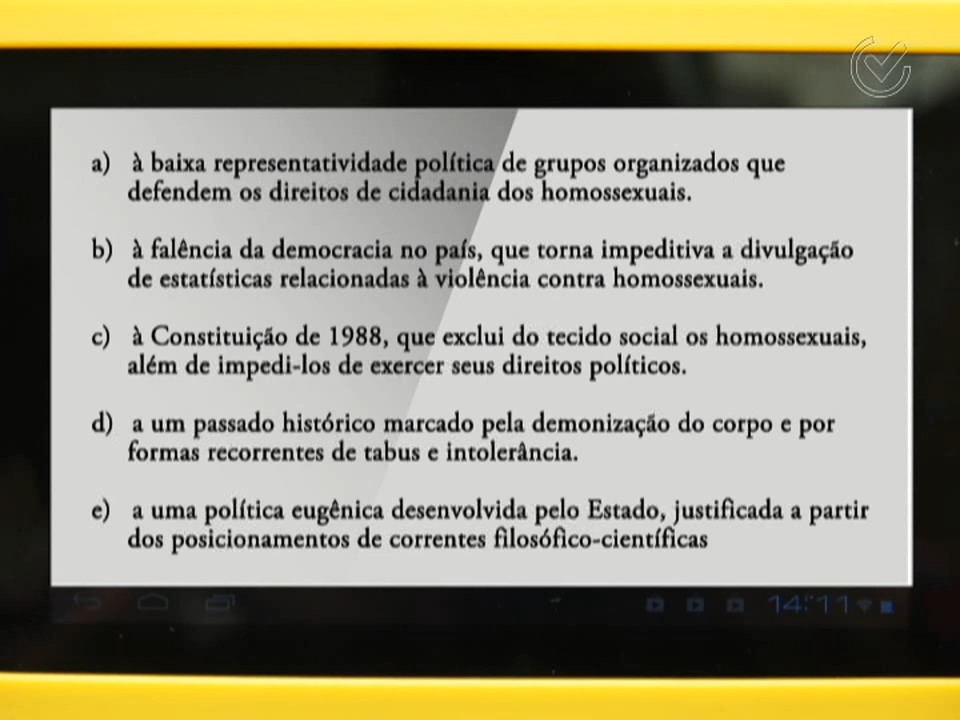 a) à baixa representatividade política de grupos organizados que
defendem os direitos de cidadania dos homossexuais.
b) à falência da democracia no país, que torna impeditiva a divulgação
de estatísticas relacionadas à violência contra homossexuais.
c) à Constituição de 1988, que exclui do tecido social os homossexuais,
além de impedi-los de exercer seus direitos políticos.
d) a um passado histórico marcado pela demonização do corpo e por
formas recorrentes de tabus e intolerância.
e) a uma política eugênica desenvolvida pelo Estado, justificada a partir
dos posicionamentos de correntes filosófico-científicas
14:11